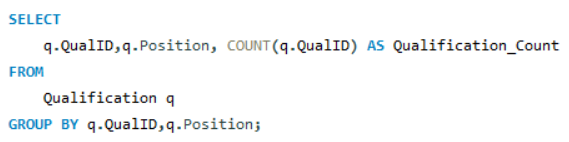 SELECT
q.QualID,q.Position, COUNT(q.QualID) AS Qualification_Count
FROM
Qualification q
GROUP BY q.QualID,q.Position;